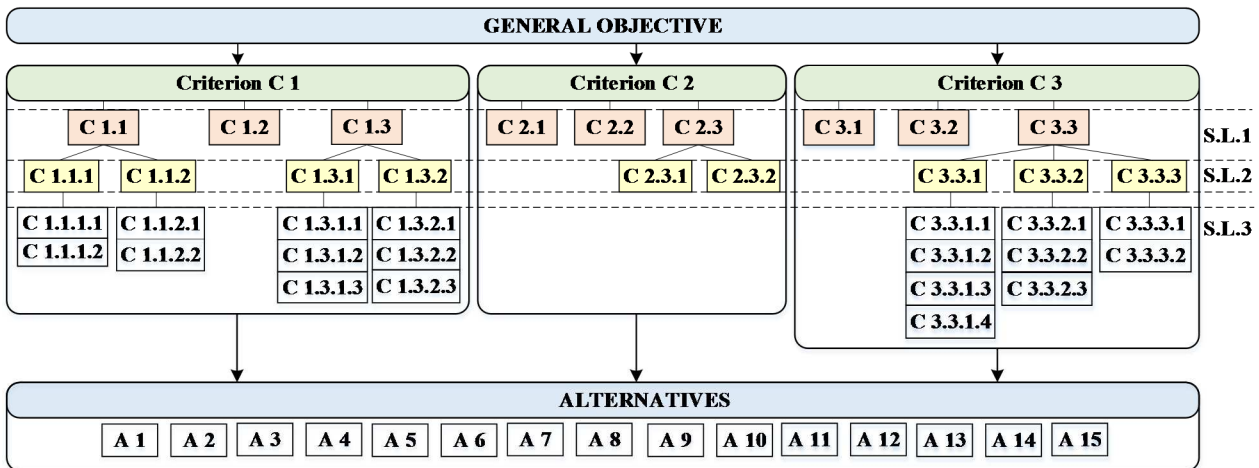 GENERAL OBJECTIVE
Criterion C 1
Criterion C 2
Criterion C 3
C 1.1 C 1.2 C 1.3 C 2.1 C 2.2 C 2.3 C 3.1 C 3.2 C 3.3 S.L.1
C 1.1.1 C 1.1.2 C 1.3.1 C 1.3.2 C 2.3.1 C 2.3.2 C 3.3.1 C 3.3.2 C 3.3.3 S.L.2
C 1.1.1.1 C 1.1.2.1 C 1.3.1.1 C 1.3.2.1 C 3.3.1.1 C 3.3.2.1 C 3.3.3.1 S.L.3
C 1.1.1.2 C 1.1.2.2 C 1.3.1.2 C 1.3.2.2 C 3.3.1.2 C 3.3.2.2 C 3.3.3.2
C 1.3.1.3 C 1.3.2.3 C 3.3.1.3 C 3.3.2.3
C 3.3.1.4
ALTERNATIVES
A 1 A 2 A 3 A 4 A 5 A 6 A 7 A 8 A 9 A 10 A 11 A 12 A 13 A 14 A 15